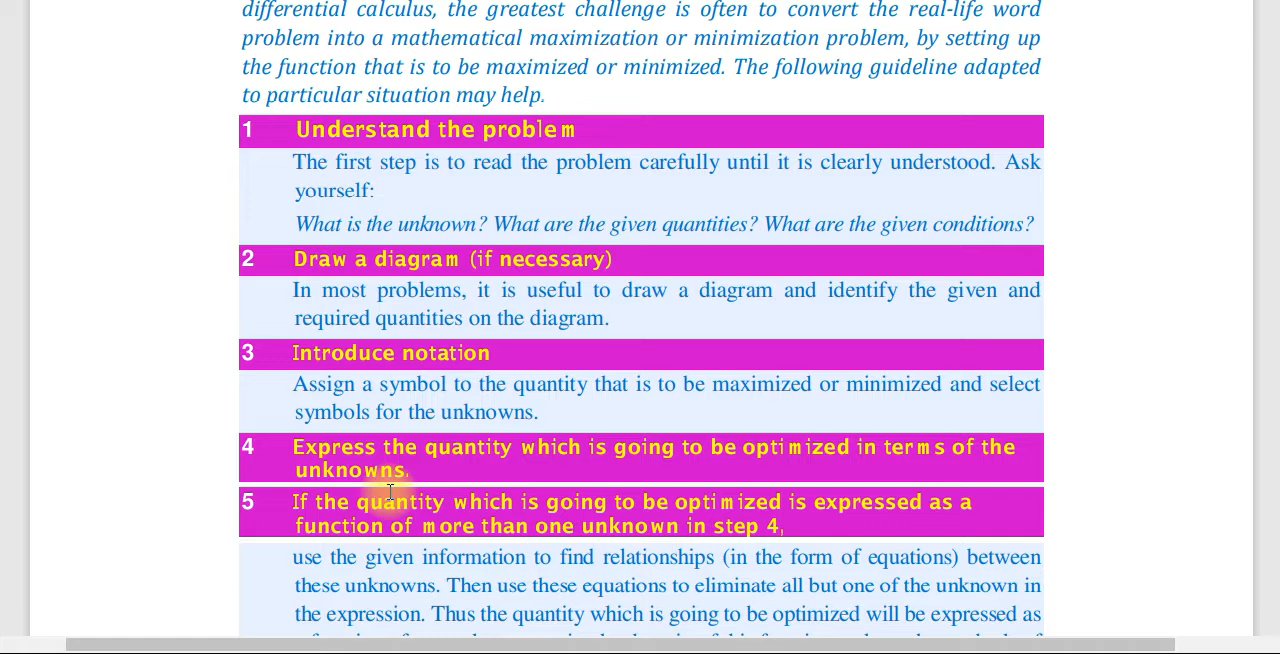 differential calculus, the greatest challenge is often to convert the real-life word
problem into a mathematical maximization or minimization problem, by setting up
the function that is to be maximized or minimized. The following guideline adapted
to particular situation may help.
1 Understand the problem
The first step is to read the problem carefully until it is clearly understood. Ask
yourself:
What is the unknown? What are the given quantities? What are the given conditions?
2 Draw a diagram (if necessary)
In most problems, it is useful to draw a diagram and identify the given and
required quantities on the diagram.
3 Introduce notation
Assign a symbol to the quantity that is to be maximized or minimized and select
symbols for the unknowns.
4 Express the quantity which is going to be optimized in terms of the
unknowns.
5 If the quantity which is going to be optimized is expressed as a
function of more than one unknown in step 4,
use the given information to find relationships (in the form of equations) between
these unknowns. Then use these equations to eliminate all but one of the unknown in
the expression. Thus the quantity which is going to be optimized will be expressed as